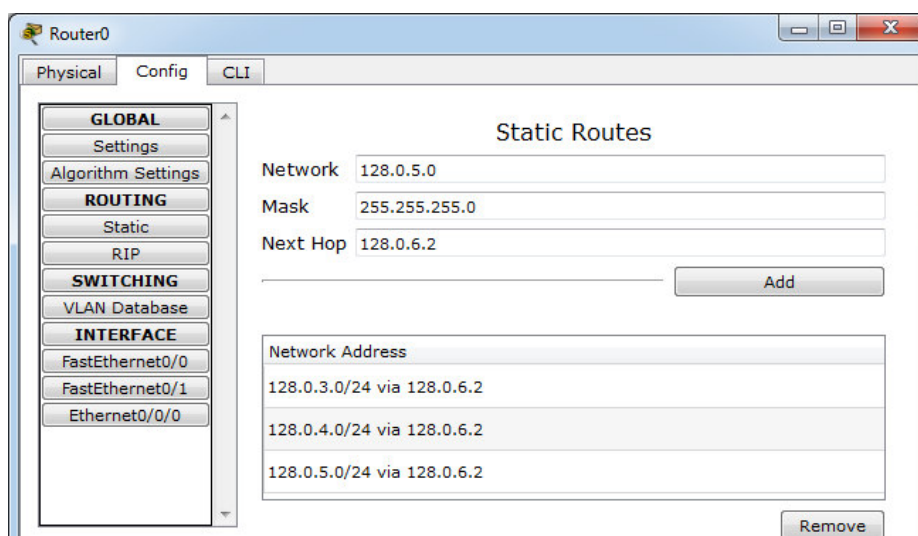 Router0
Physical Config CLI
GLOBAL
Settings
Algorithm Settings
ROUTING
Static
RIP
SWITCHING
VLAN Database
INTERFACE
FastEthernet0/0
FastEthernet0/1
Ethernet0/0/0
Static Routes
Network 128.0.5.0
Mask 255.255.255.0
Next Hop 128.0.6.2
Add
Network Address
128.0.3.0/24 via 128.0.6.2
128.0.4.0/24 via 128.0.6.2
128.0.5.0/24 via 128.0.6.2
Remove